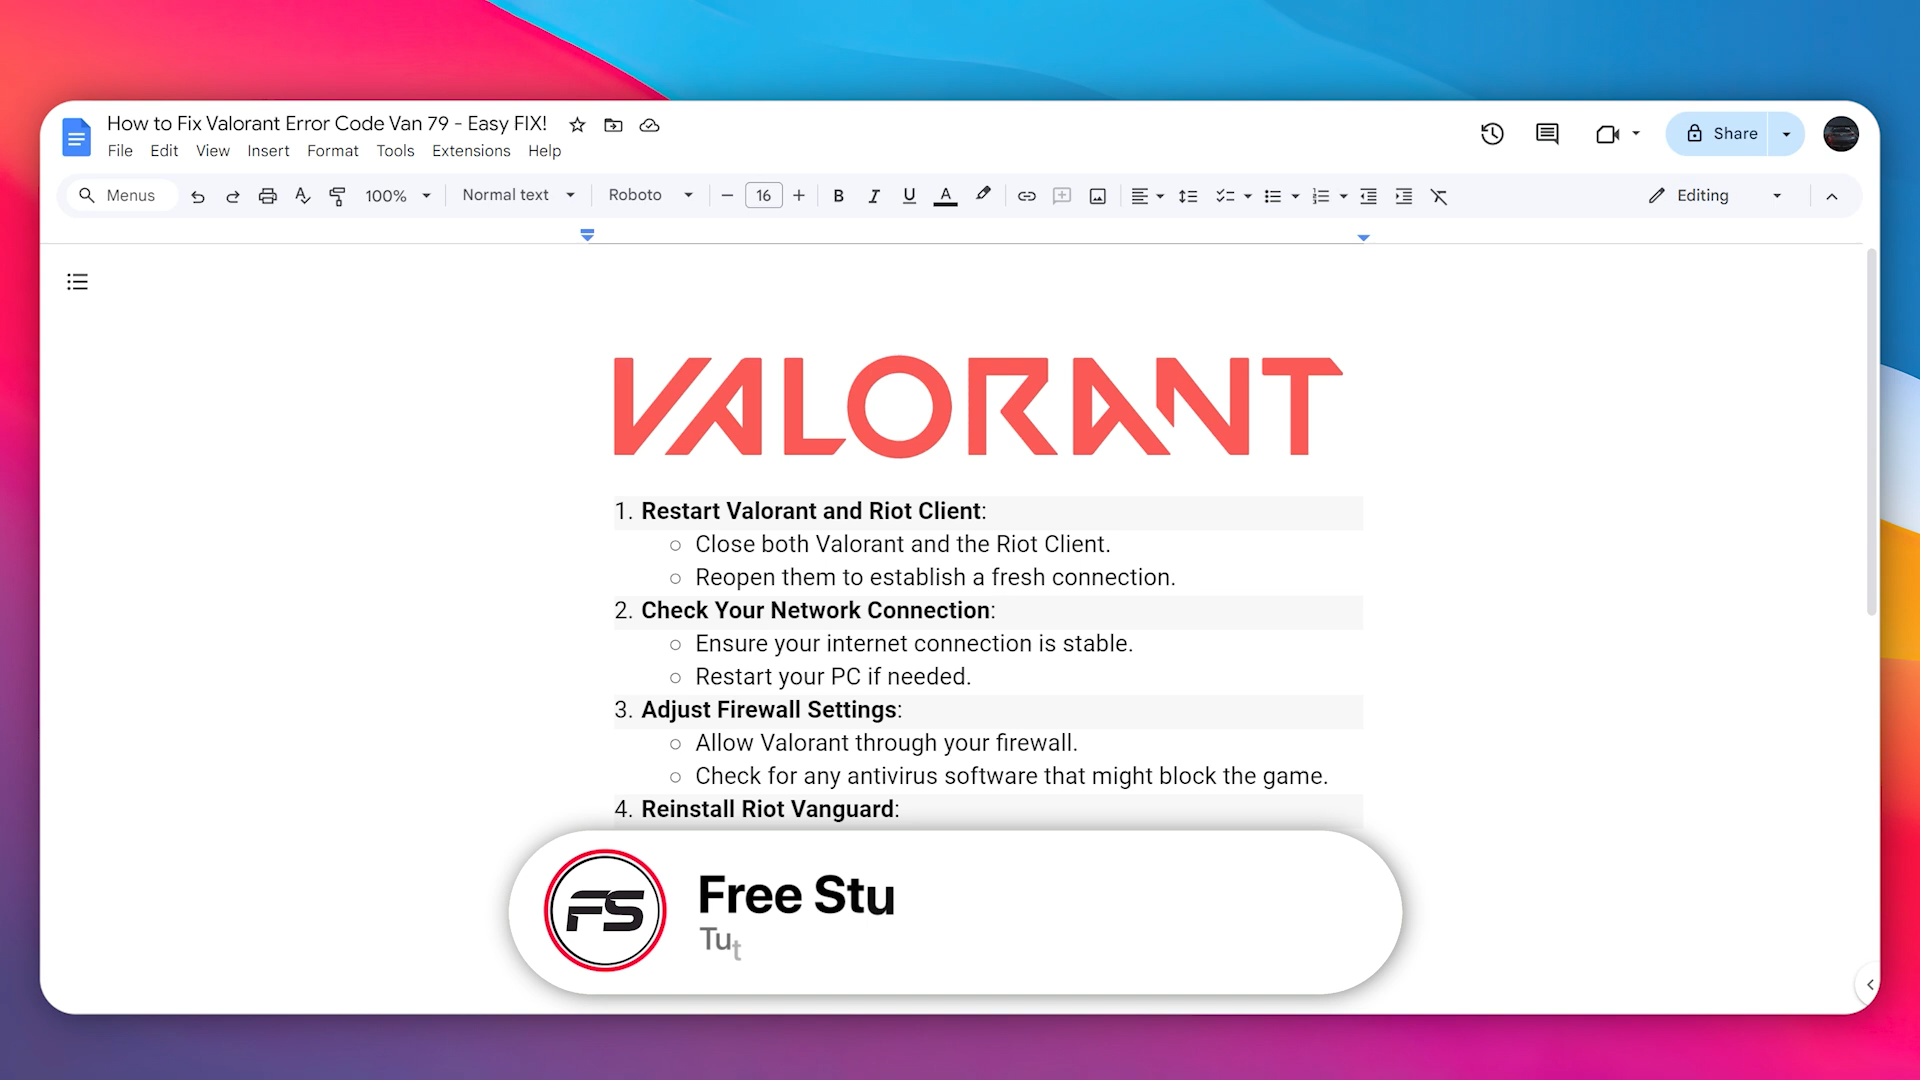 How to Fix Valorant Error Code Van 79 - Easy FIX!
File Edit View Insert Format Tools Extensions Help
Share
Menus 100% Normal text Roboto 16 Editing
VALORANT
1. Restart Valorant and Riot Client:
○ Close both Valorant and the Riot Client.
○ Reopen them to establish a fresh connection.
2. Check Your Network Connection:
○ Ensure your internet connection is stable.
○ Restart your PC if needed.
3. Adjust Firewall Settings:
○ Allow Valorant through your firewall.
○ Check for any antivirus software that might block the game.
4. Reinstall Riot Vanguard:
FS
Free Stu
Tut